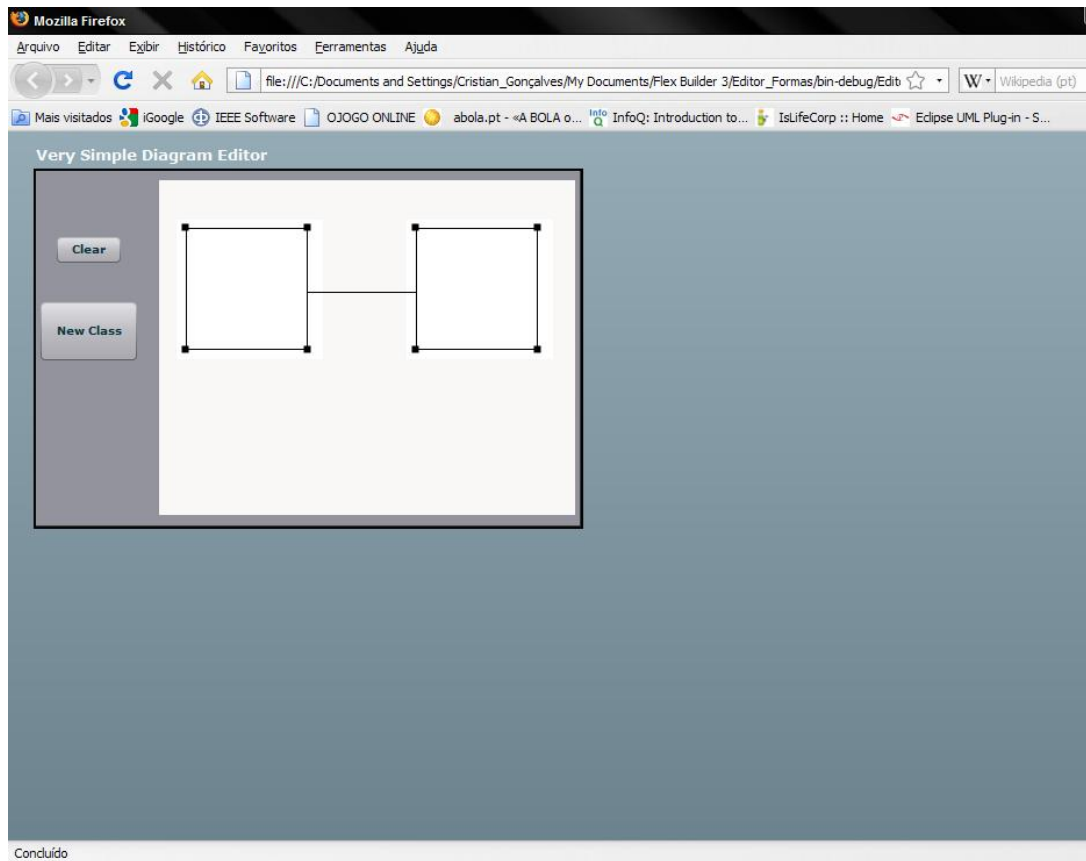 Mozilla Firefox
Arquivo Editar Exibir Histórico Favoritos Ferramentas Ajuda
file:///C:/Documents and Settings/Cristian_Gonçalves/My Documents/Flex Builder 3/Editor_Formas/bin-debug/Edit W Wikipedia (pt)
Mais visitados iGoogle IEEE Software OJOGO ONLINE abola.pt - «A BOLA o... Info Q InfoQ: Introduction to... IsLifeCorp :: Home Eclipse UML Plug-in - S...
Very Simple Diagram Editor
Clear
New Class
Concluído